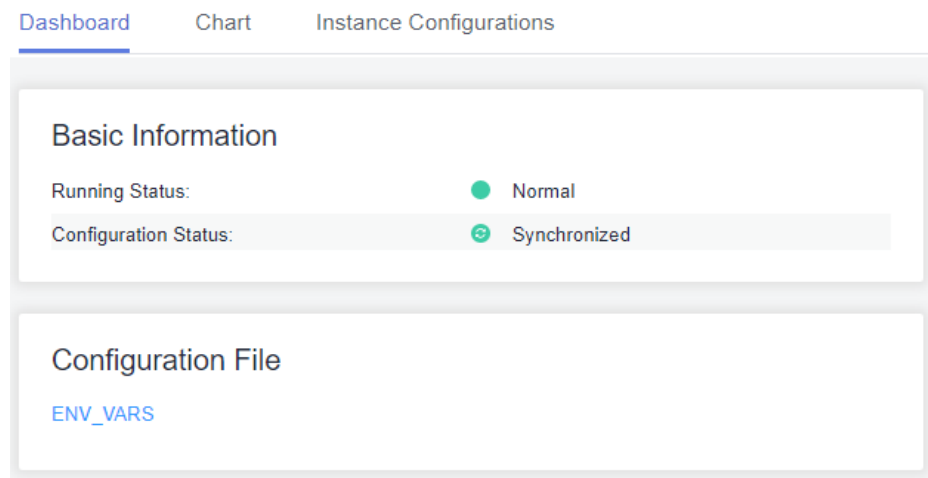 Dashboard Chart Instance Configurations
Basic Information
Running Status: Normal
Configuration Status: Synchronized
Configuration File
ENV_VARS